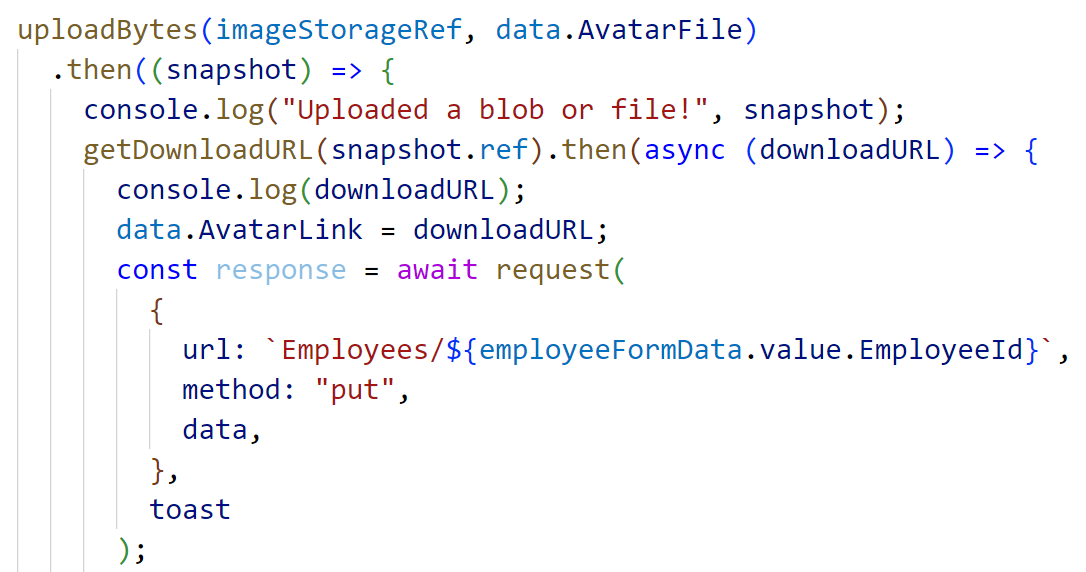 uploadBytes(imageStorageRef, data.AvatarFile)
.then((snapshot) => {
console.log("Uploaded a blob or file!", snapshot);
getDownloadURL(snapshot.ref).then(async (downloadURL) => {
console.log(downloadURL);
data.AvatarLink = downloadURL;
const response = await request(
{
url: `Employees/${employeeFormData.value.EmployeeId}`,
method: "put",
data,
},
toast
);